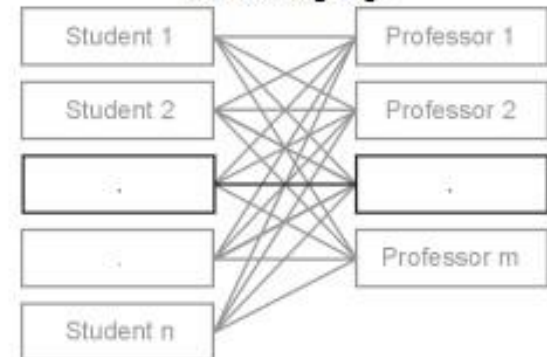 Student 1
Professor 1
Student 2
Professor 2
.
.
.
Professor m
Student n